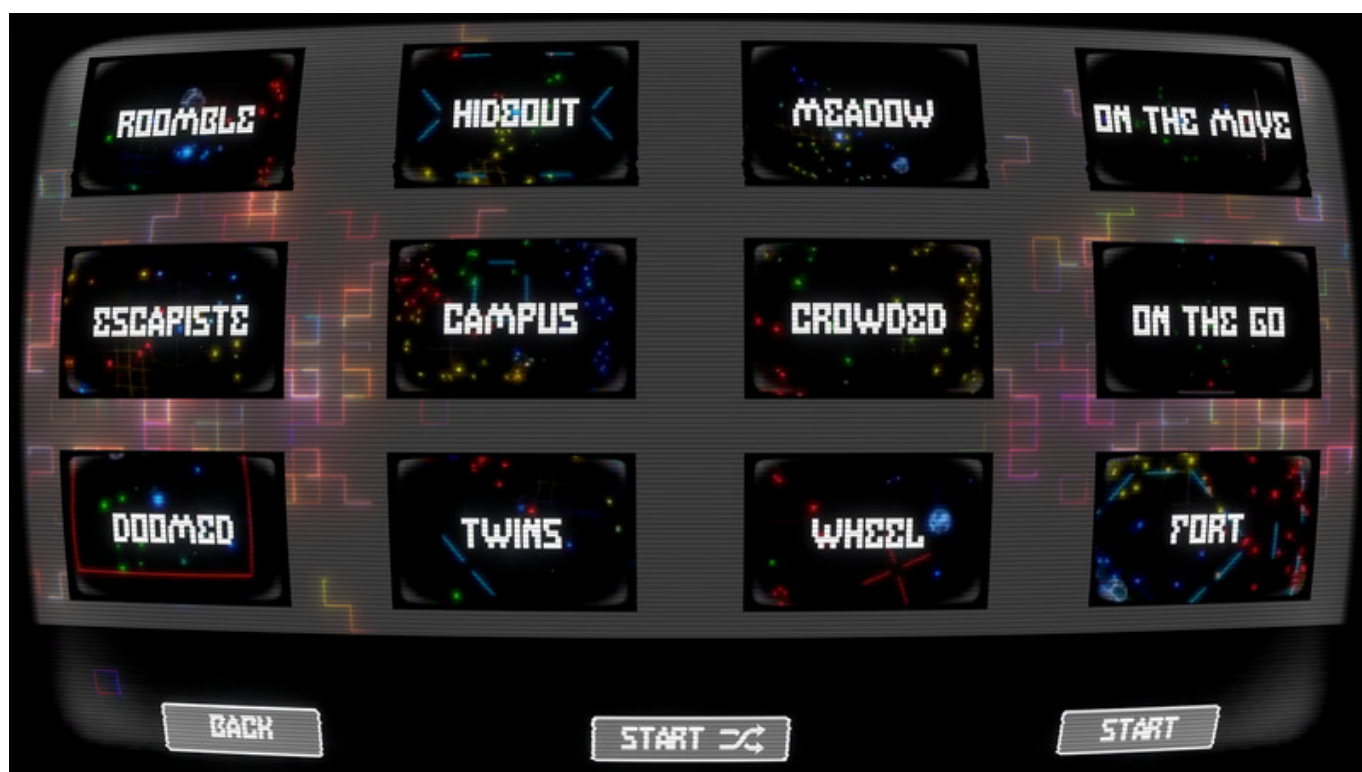 ROOMBLE
HIDEOUT
MEADOW
ON THE MOVE
ESCAPISTE
CAMPUS
CROWDED
ON THE GO
DOOMED
TWINS
WHEEL
FORT
BACK
START
START